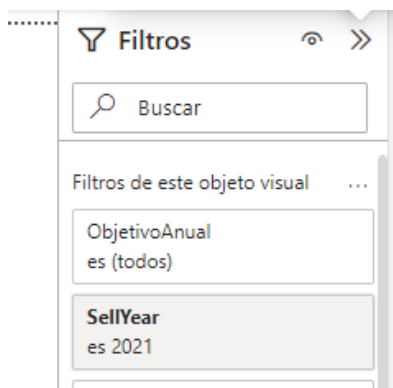 Filtros
Buscar
Filtros de este objeto visual ...
ObjetivoAnual
es (todos)
SellYear
es 2021